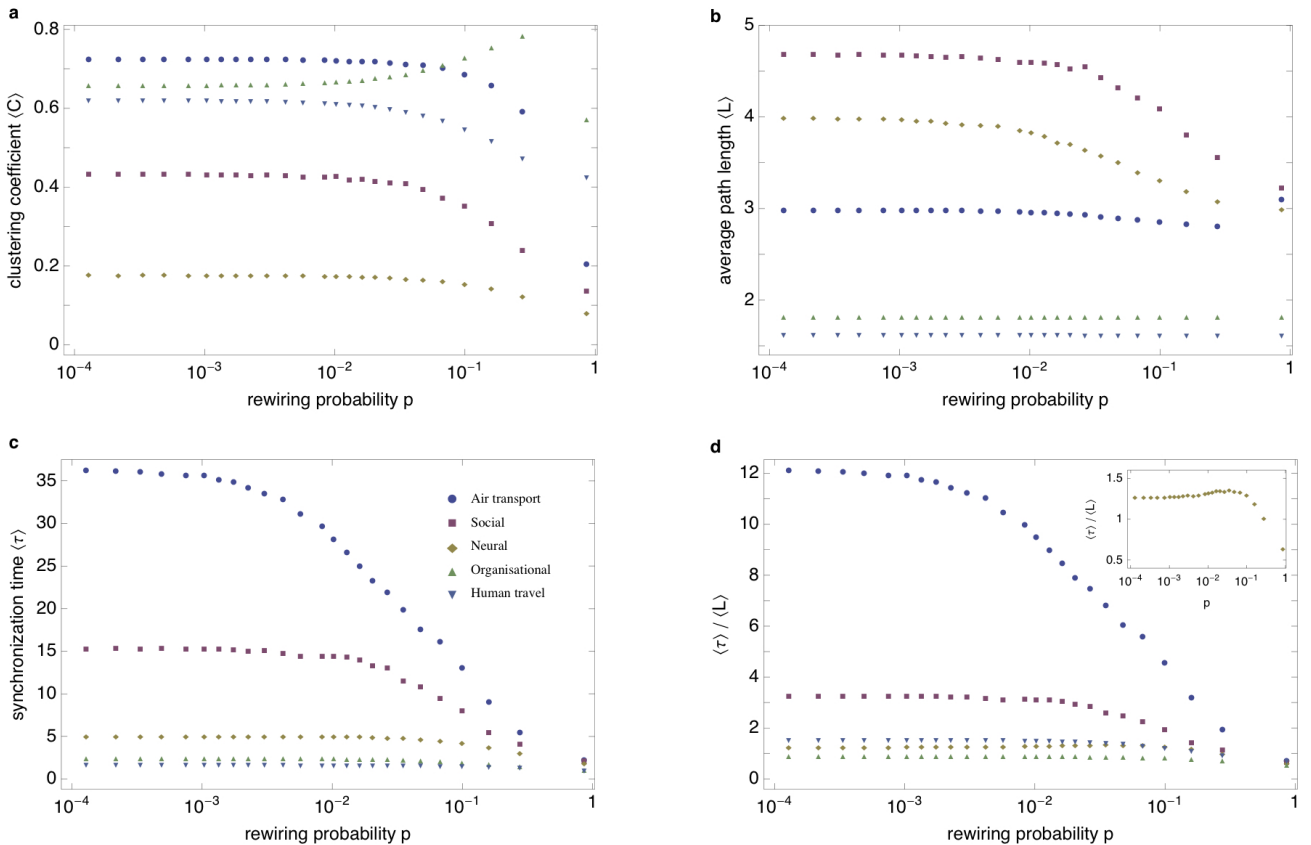 a
0.8
0.6
0.4
0.2
0
clustering coefficient ⟨C⟩
10⁻⁴ 10⁻³ 10⁻² 10⁻¹ 1
rewiring probability p
b
5
4
3
2
average path length ⟨L⟩
10⁻⁴ 10⁻³ 10⁻² 10⁻¹ 1
rewiring probability p
c
35
30
25
20
15
10
5
0
synchronization time ⟨τ⟩
Air transport
Social
Neural
Organisational
Human travel
10⁻⁴ 10⁻³ 10⁻² 10⁻¹ 1
rewiring probability p
d
12
10
8
6
4
2
0
⟨τ⟩ / ⟨L⟩
1.5
1
0.5
⟨τ⟩ / ⟨L⟩
10⁻⁴ 10⁻³ 10⁻² 10⁻¹ 1
p
10⁻⁴ 10⁻³ 10⁻² 10⁻¹ 1
rewiring probability p